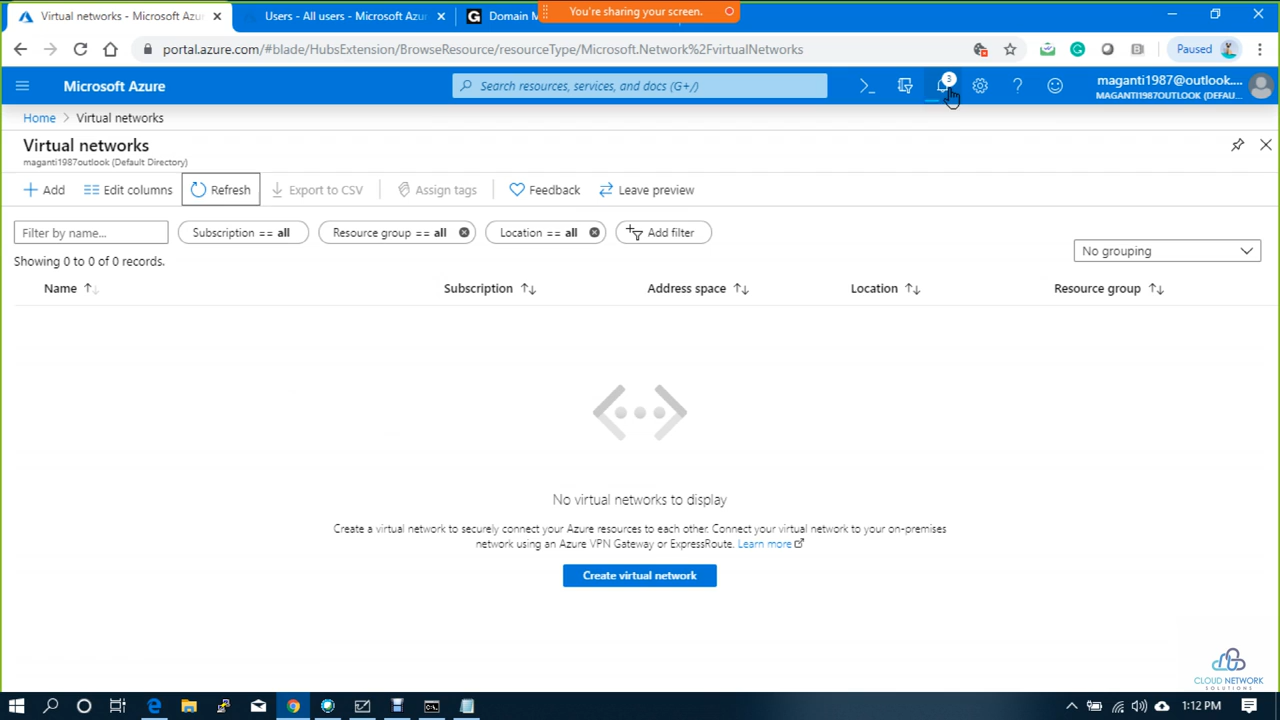 Virtual networks - Microsoft Azu
Users - All users - Microsoft Azur
G
Domain M
You're sharing your screen.
portal.azure.com/#blade/HubsExtension/BrowseResource/resourceType/Microsoft.Network%2FvirtualNetworks
Paused
Microsoft Azure
Search resources, services, and docs (G+/)
3
maganti1987@outlook....
MAGANTI1987OUTLOOK (DEFAU...
Home > Virtual networks
Virtual networks
maganti1987outlook (Default Directory)
Add
Edit columns
Refresh
Export to CSV
Assign tags
Feedback
Leave preview
Filter by name...
Subscription == all
Resource group == all
Location == all
Add filter
Showing 0 to 0 of 0 records.
No grouping
Name
Subscription
Address space
Location
Resource group
No virtual networks to display
Create a virtual network to securely connect your Azure resources to each other. Connect your virtual network to your on-premises
network using an Azure VPN Gateway or ExpressRoute. Learn more
Create virtual network
CLOUD NETWORK
SOLUTIONS
1:12 PM